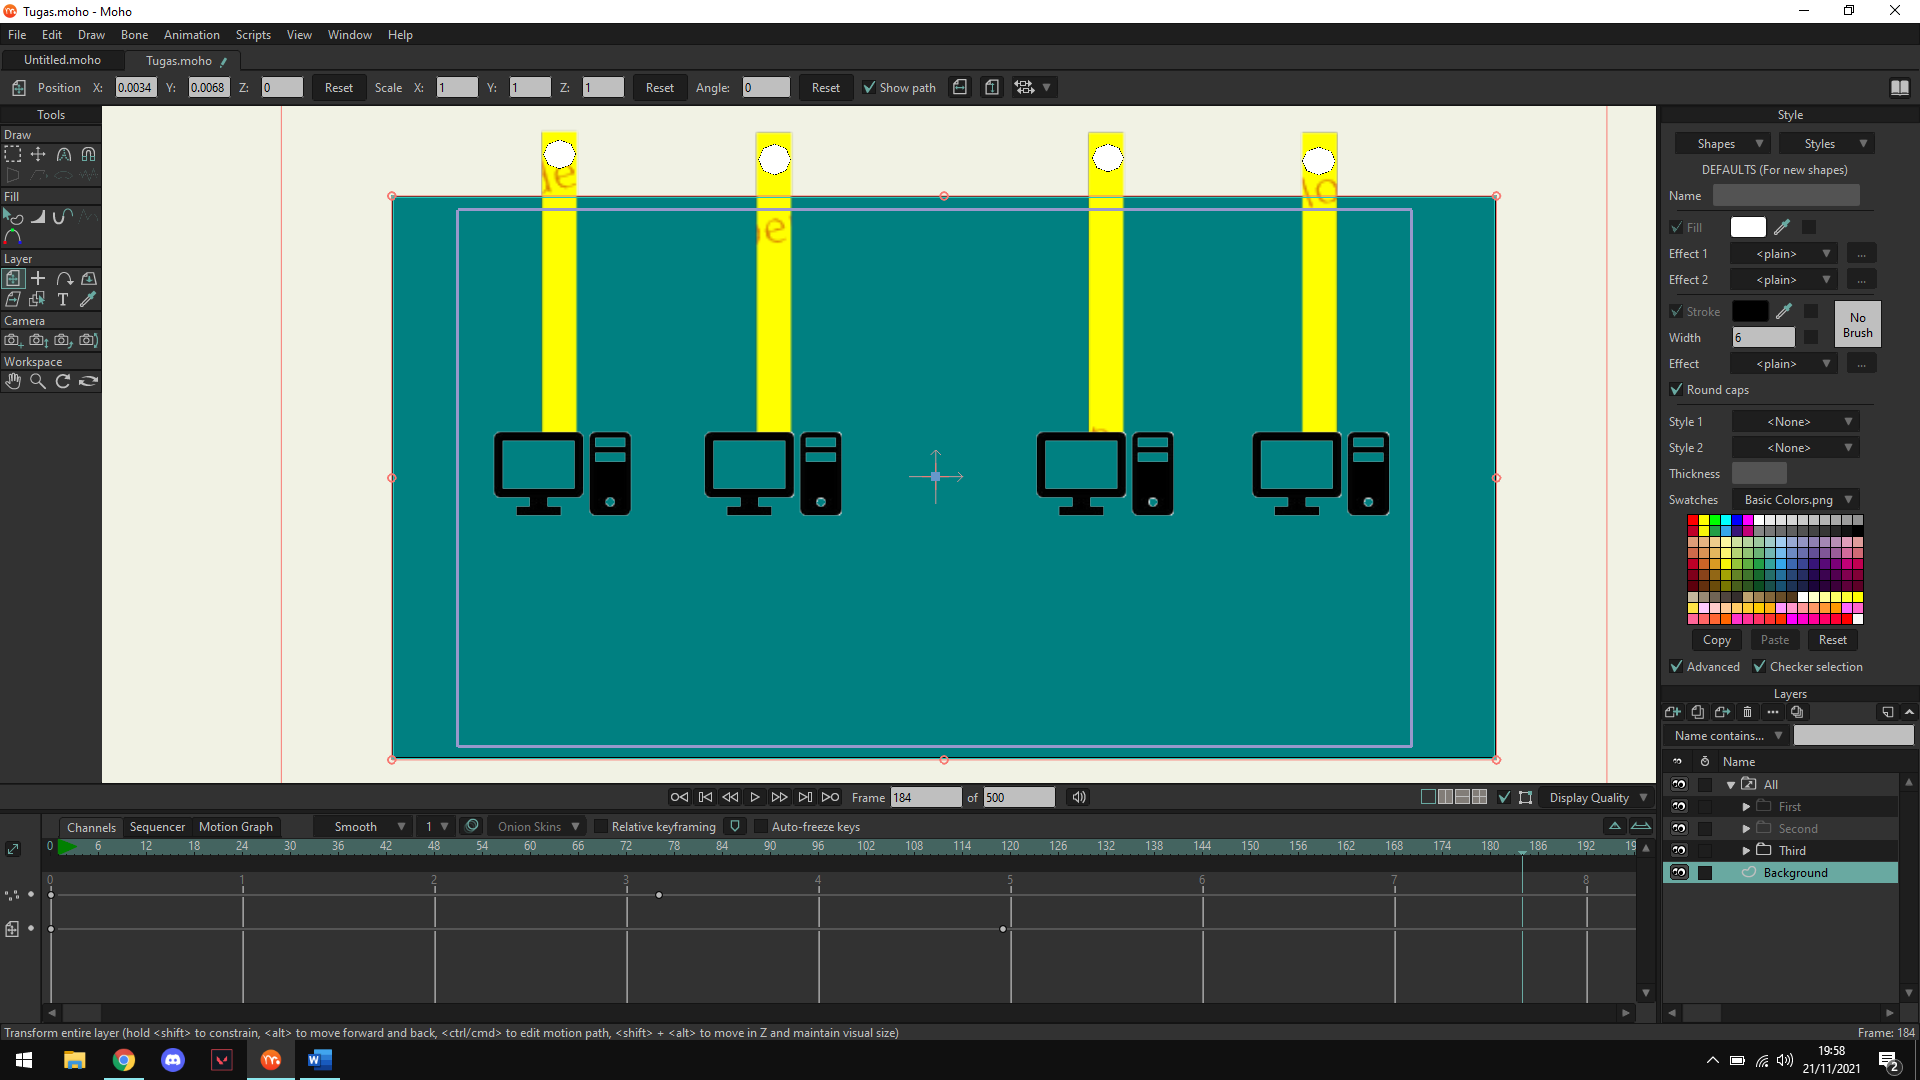 Tugas.moho - Moho
File Edit Draw Bone Animation Scripts View Window Help
Untitled.moho Tugas.moho
Position X: 0.0034 Y: 0.0068 Z: 0 Reset Scale X: 1 Y: 1 Z: 1 Reset Angle: 0 Reset Show path
Tools
Draw
Fill
Layer
Camera
Workspace
Style
Shapes Styles
DEFAULTS (For new shapes)
Name
Fill
Effect 1 <plain> ...
Effect 2 <plain> ...
Stroke
No
Brush
Width 6
Effect <plain> ...
Round caps
Style 1 <None>
Style 2 <None>
Thickness
Swatches Basic Colors.png
Copy Paste Reset
Advanced Checker selection
Layers
Name contains...
Name
All
First
Second
Third
Background
Frame 184 of 500 Display Quality
Channels Sequencer Motion Graph Smooth 1 Onion Skins Relative keyframing Auto-freeze keys
0 6 12 18 24 30 36 42 48 54 60 66 72 78 84 90 96 102 108 114 120 126 132 138 144 150 156 162 168 174 180 186 192
0 1 2 3 4 5 6 7 8
Transform entire layer (hold <shift> to constrain, <alt> to move forward and back, <ctrl/cmd> to edit motion path, <shift> + <alt> to move in Z and maintain visual size) Frame: 184
19:58
21/11/2021
2